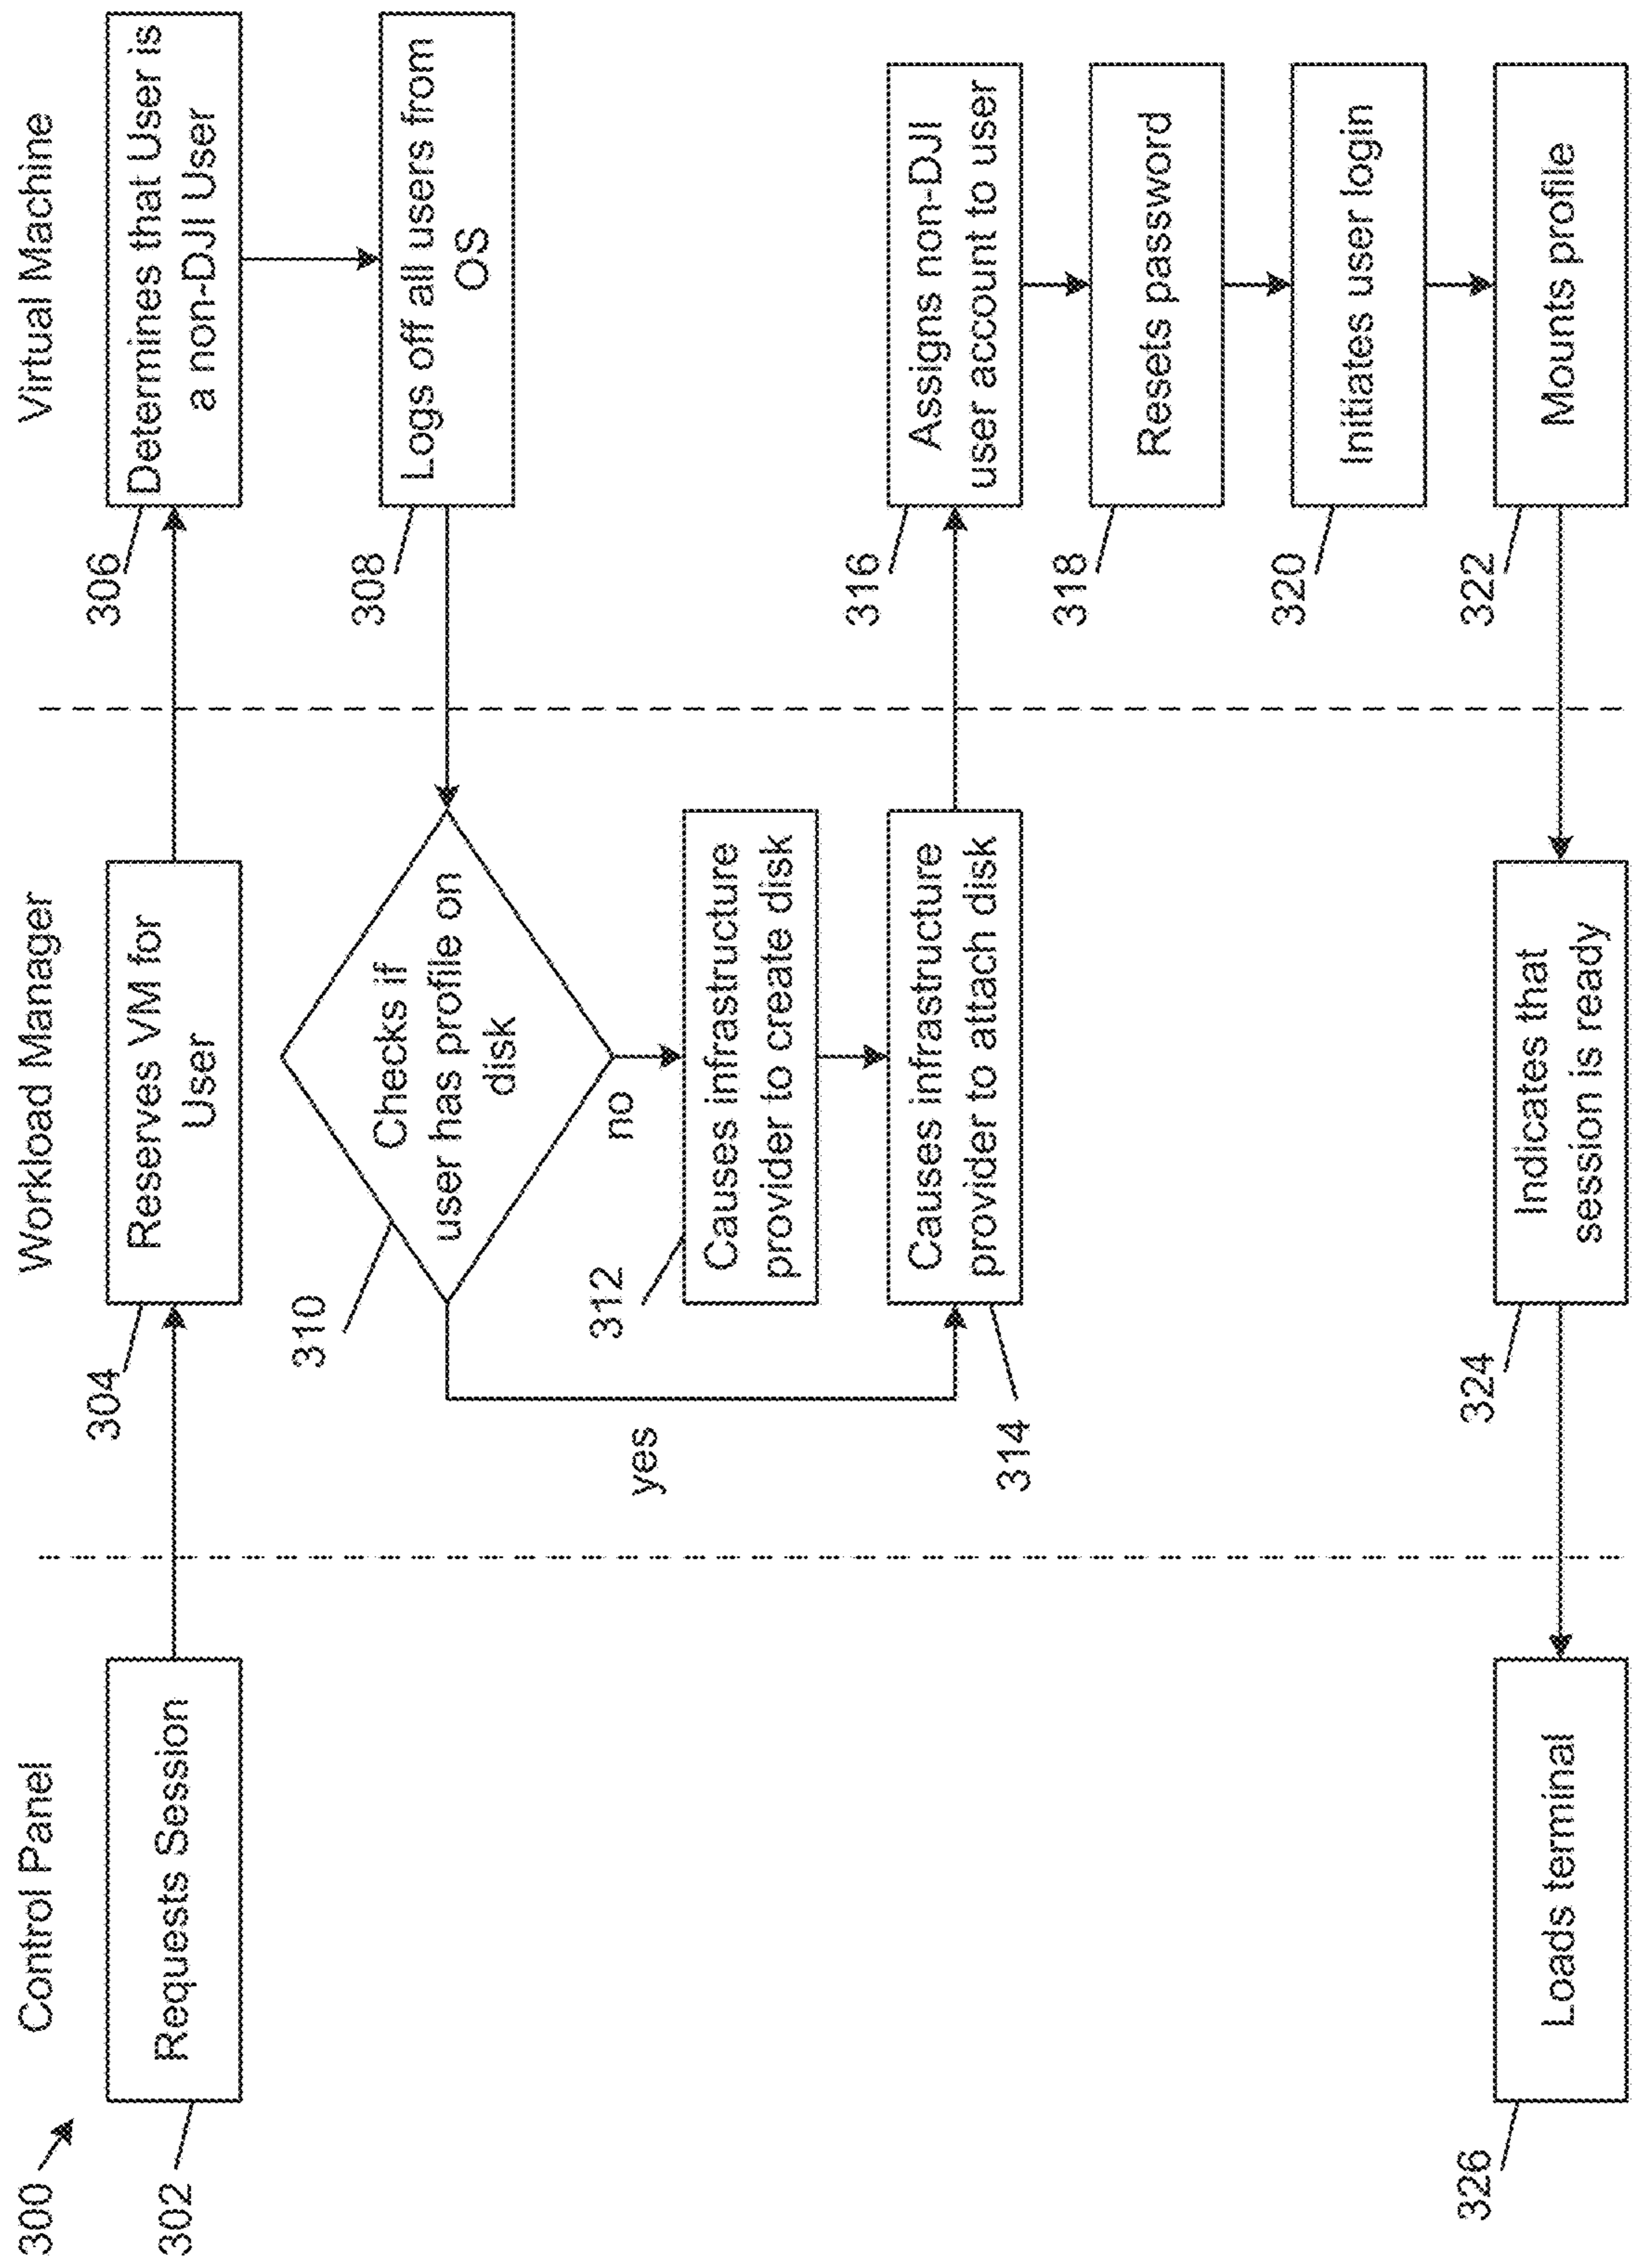 300
Control Panel
Workload Manager
Virtual Machine
302
Requests Session
304
Reserves VM for
User
306
Determines that User is
a non-DJI User
308
Logs off all users from
OS
310
Checks if
user has profile on
disk
no
yes
312
Causes infrastructure
provider to create disk
314
Causes infrastructure
provider to attach disk
316
Assigns non-DJI
user account to user
318
Resets password
320
Initiates user login
322
Mounts profile
324
Indicates that
session is ready
326
Loads terminal